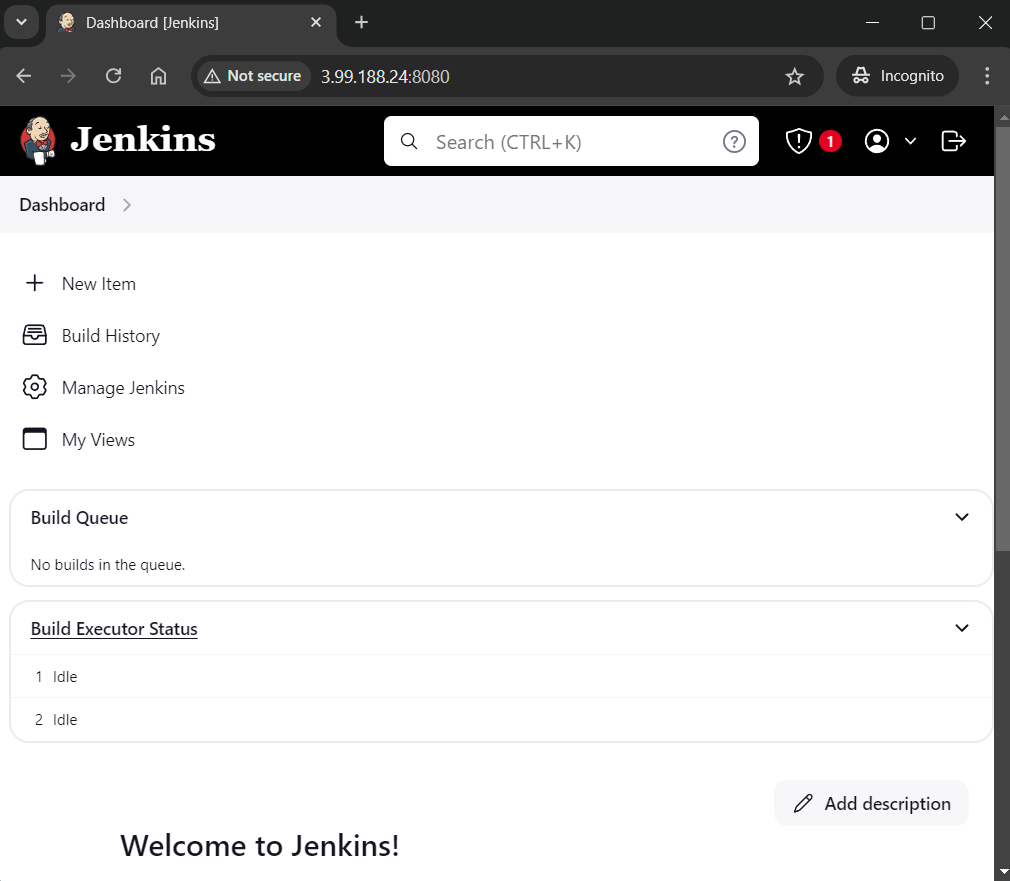 Dashboard [Jenkins]
Not secure 3.99.188.24:8080 Incognito
Jenkins Search (CTRL+K) 1
Dashboard
New Item
Build History
Manage Jenkins
My Views
Build Queue
No builds in the queue.
Build Executor Status
1 Idle
2 Idle
Add description
Welcome to Jenkins!